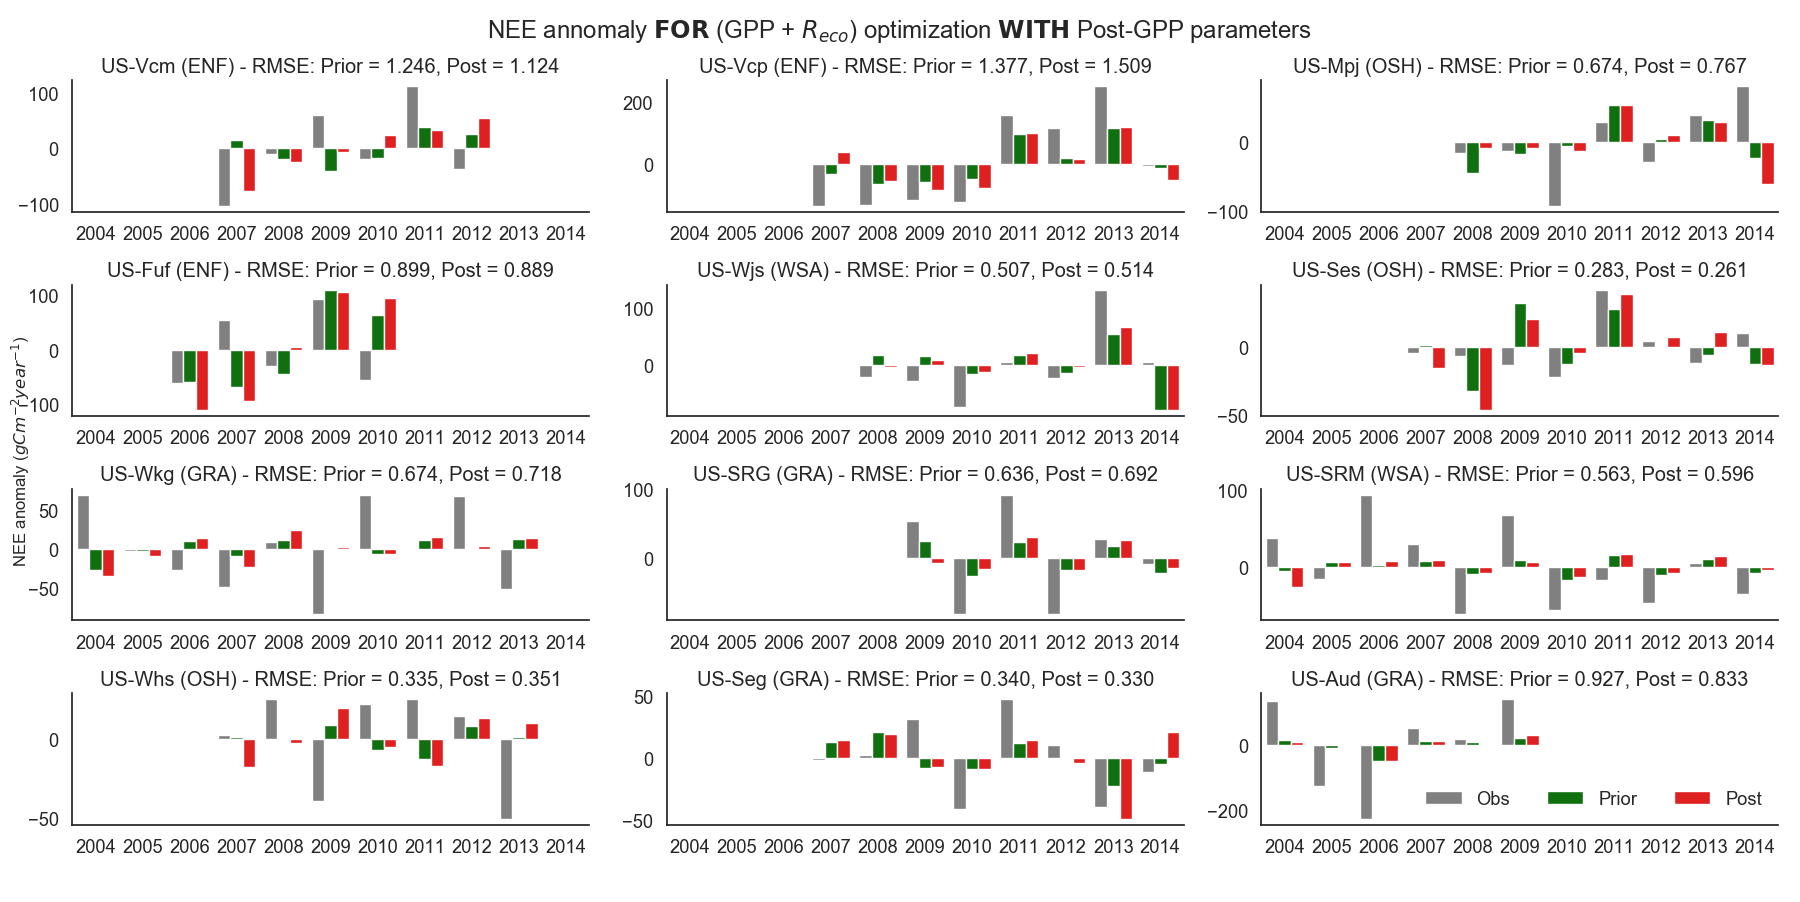 NEE annomaly FOR (GPP + R_eco) optimization WITH Post-GPP parameters
US-Vcm (ENF) - RMSE: Prior = 1.246, Post = 1.124
100
0
−100
2004 2005 2006 2007 2008 2009 2010 2011 2012 2013 2014
US-Vcp (ENF) - RMSE: Prior = 1.377, Post = 1.509
200
0
2004 2005 2006 2007 2008 2009 2010 2011 2012 2013 2014
US-Mpj (OSH) - RMSE: Prior = 0.674, Post = 0.767
0
−100
2004 2005 2006 2007 2008 2009 2010 2011 2012 2013 2014
US-Fuf (ENF) - RMSE: Prior = 0.899, Post = 0.889
100
0
−100
2004 2005 2006 2007 2008 2009 2010 2011 2012 2013 2014
US-Wjs (WSA) - RMSE: Prior = 0.507, Post = 0.514
100
0
2004 2005 2006 2007 2008 2009 2010 2011 2012 2013 2014
US-Ses (OSH) - RMSE: Prior = 0.283, Post = 0.261
0
−50
2004 2005 2006 2007 2008 2009 2010 2011 2012 2013 2014
NEE anomaly (gCm⁻² year⁻¹)
US-Wkg (GRA) - RMSE: Prior = 0.674, Post = 0.718
50
0
−50
2004 2005 2006 2007 2008 2009 2010 2011 2012 2013 2014
US-SRG (GRA) - RMSE: Prior = 0.636, Post = 0.692
100
0
2004 2005 2006 2007 2008 2009 2010 2011 2012 2013 2014
US-SRM (WSA) - RMSE: Prior = 0.563, Post = 0.596
100
0
2004 2005 2006 2007 2008 2009 2010 2011 2012 2013 2014
US-Whs (OSH) - RMSE: Prior = 0.335, Post = 0.351
0
−50
2004 2005 2006 2007 2008 2009 2010 2011 2012 2013 2014
US-Seg (GRA) - RMSE: Prior = 0.340, Post = 0.330
50
0
−50
2004 2005 2006 2007 2008 2009 2010 2011 2012 2013 2014
US-Aud (GRA) - RMSE: Prior = 0.927, Post = 0.833
0
−200
Obs Prior Post
2004 2005 2006 2007 2008 2009 2010 2011 2012 2013 2014